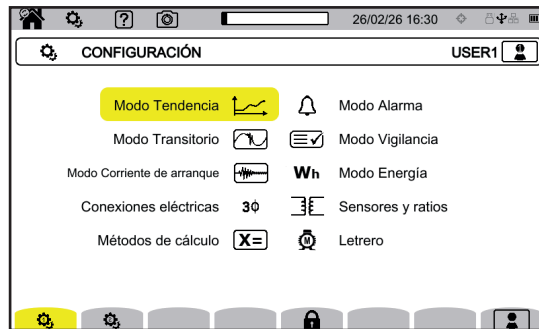 26/02/26 16:30
CONFIGURACIÓN USER1
Modo Tendencia Modo Alarma
Modo Transitorio Modo Vigilancia
Modo Corriente de arranque Wh Modo Energía
Conexiones eléctricas 3Φ Sensores y ratios
Métodos de cálculo X= M Letrero